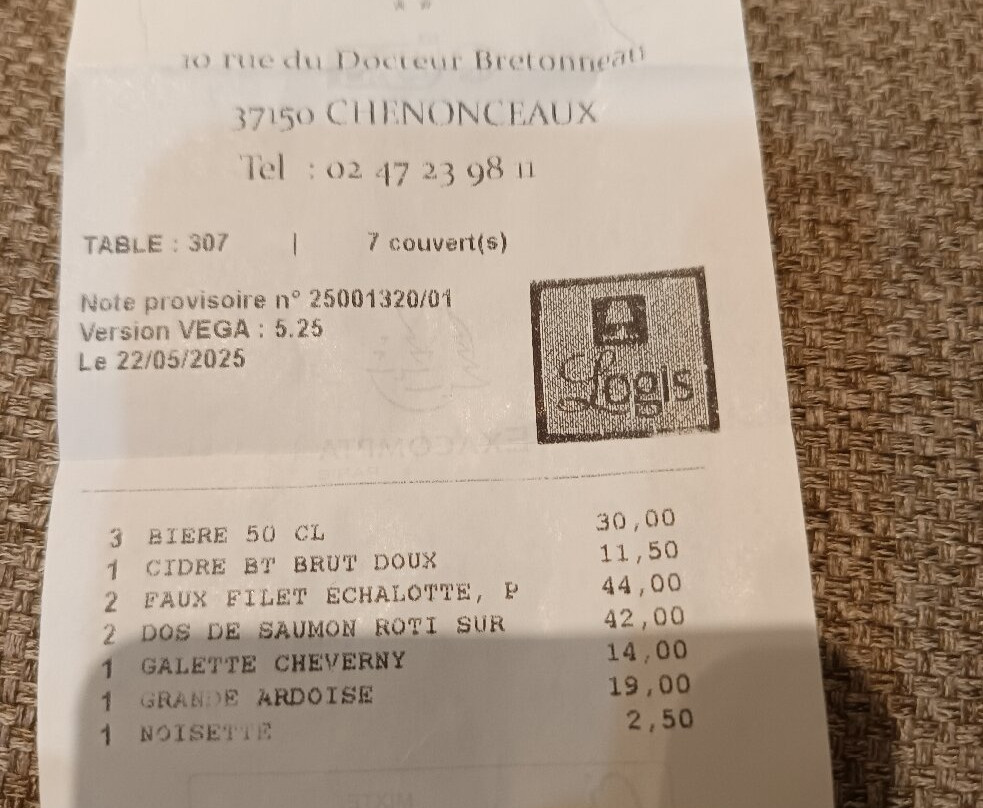 10 rue du Docteur Bretonneau
37150 CHENONCEAUX
Tel : 02 47 23 98 11
TABLE : 307 | 7 couvert(s)
Note provisoire n° 25001320/01
Version VEGA : 5.25
Le 22/05/2025
Logis
3 BIERE 50 CL 30,00
1 CIDRE BT BRUT DOUX 11,50
2 FAUX FILET ECHALOTTE, P 44,00
2 DOS DE SAUMON ROTI SUR 42,00
1 GALETTE CHEVERNY 14,00
1 GRANDE ARDOISE 19,00
1 NOISETTE 2,50